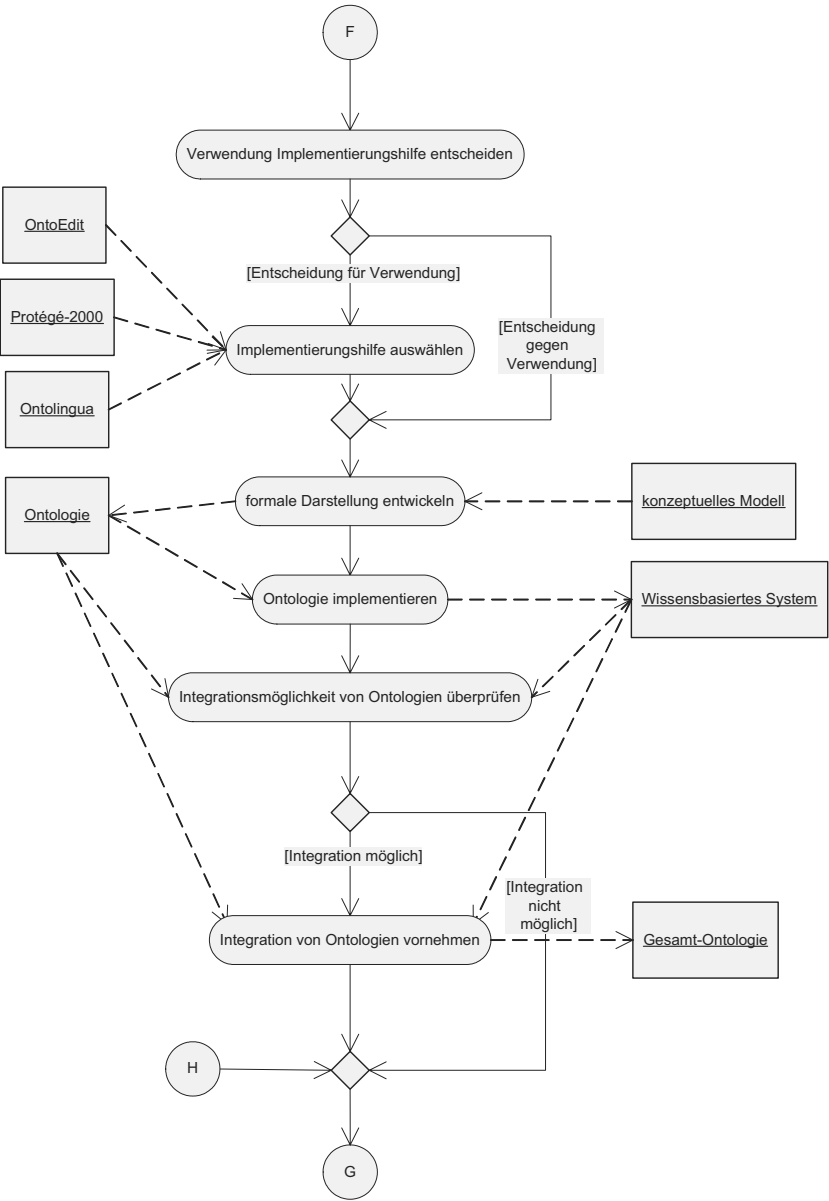 F
Verwendung Implementierungshilfe entscheiden
OntoEdit
[Entscheidung für Verwendung]
Protégé-2000
[Entscheidung
gegen
Verwendung]
Implementierungshilfe auswählen
Ontolingua
Ontologie
formale Darstellung entwickeln
konzeptuelles Modell
Ontologie implementieren
Wissensbasiertes System
Integrationsmöglichkeit von Ontologien überprüfen
[Integration möglich]
[Integration
nicht
möglich]
Integration von Ontologien vornehmen
Gesamt-Ontologie
H
G